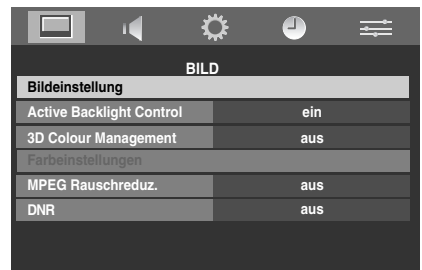 BILD
Bildeinstellung
Active Backlight Control ein
3D Colour Management aus
Farbeinstellungen
MPEG Rauschreduz. aus
DNR aus